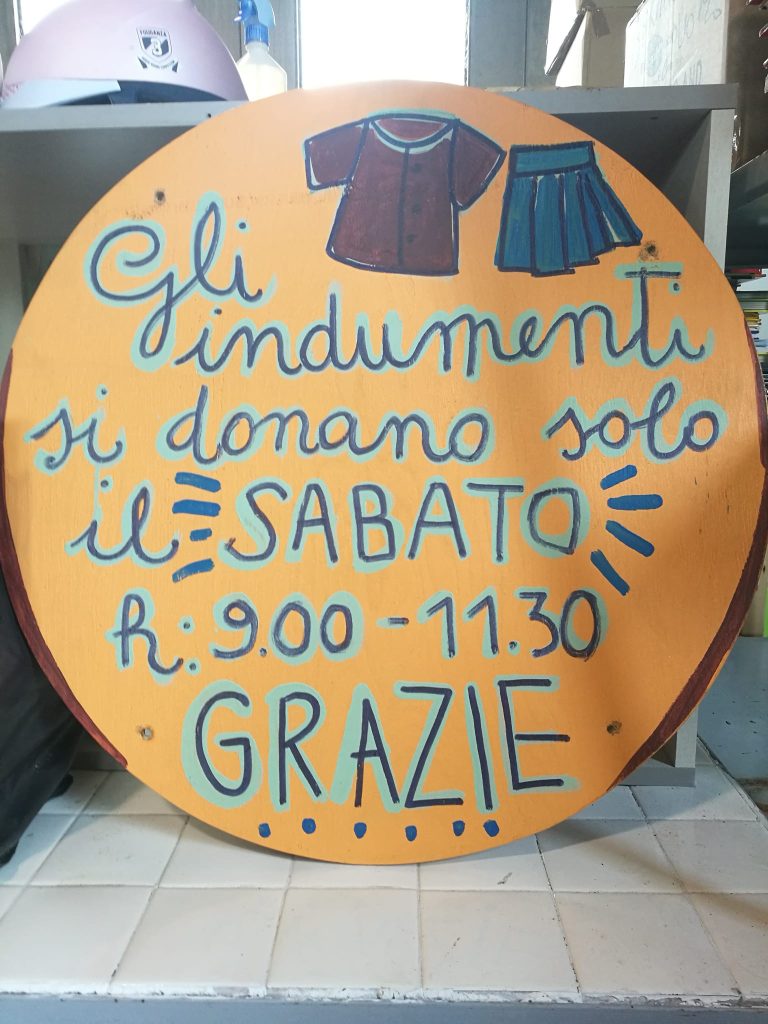 Gli
indumenti
si donano solo
il SABATO
h: 9.00 - 11.30
GRAZIE